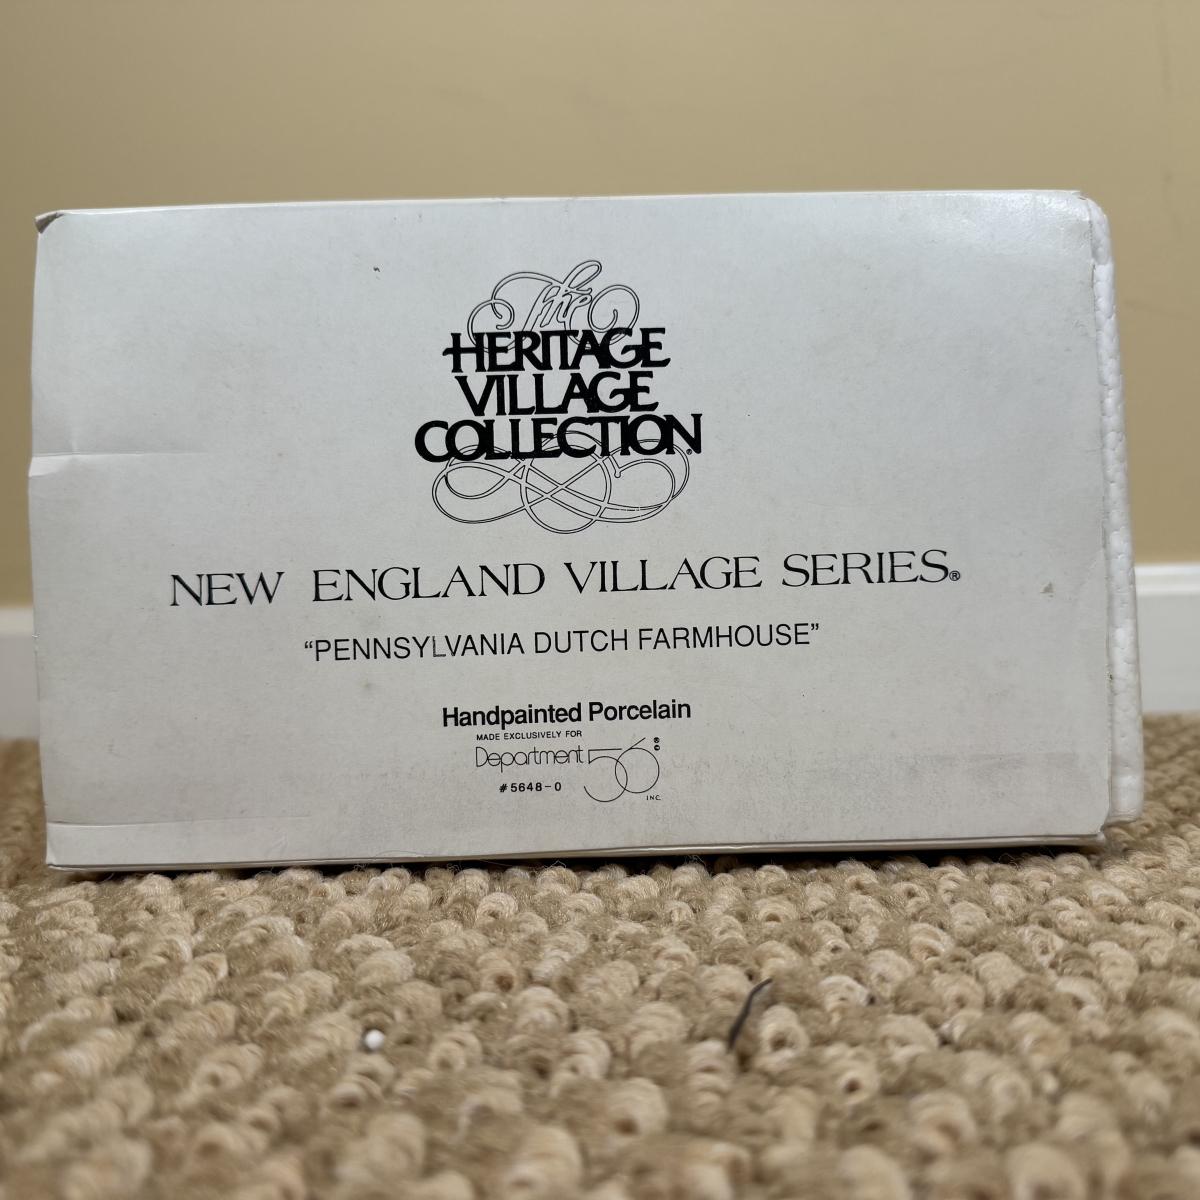 The
HERITAGE
VILLAGE
COLLECTION®
NEW ENGLAND VILLAGE SERIES®
“PENNSYLVANIA DUTCH FARMHOUSE”
Handpainted Porcelain
MADE EXCLUSIVELY FOR
Department 56 ® ©
#5648-0 INC.